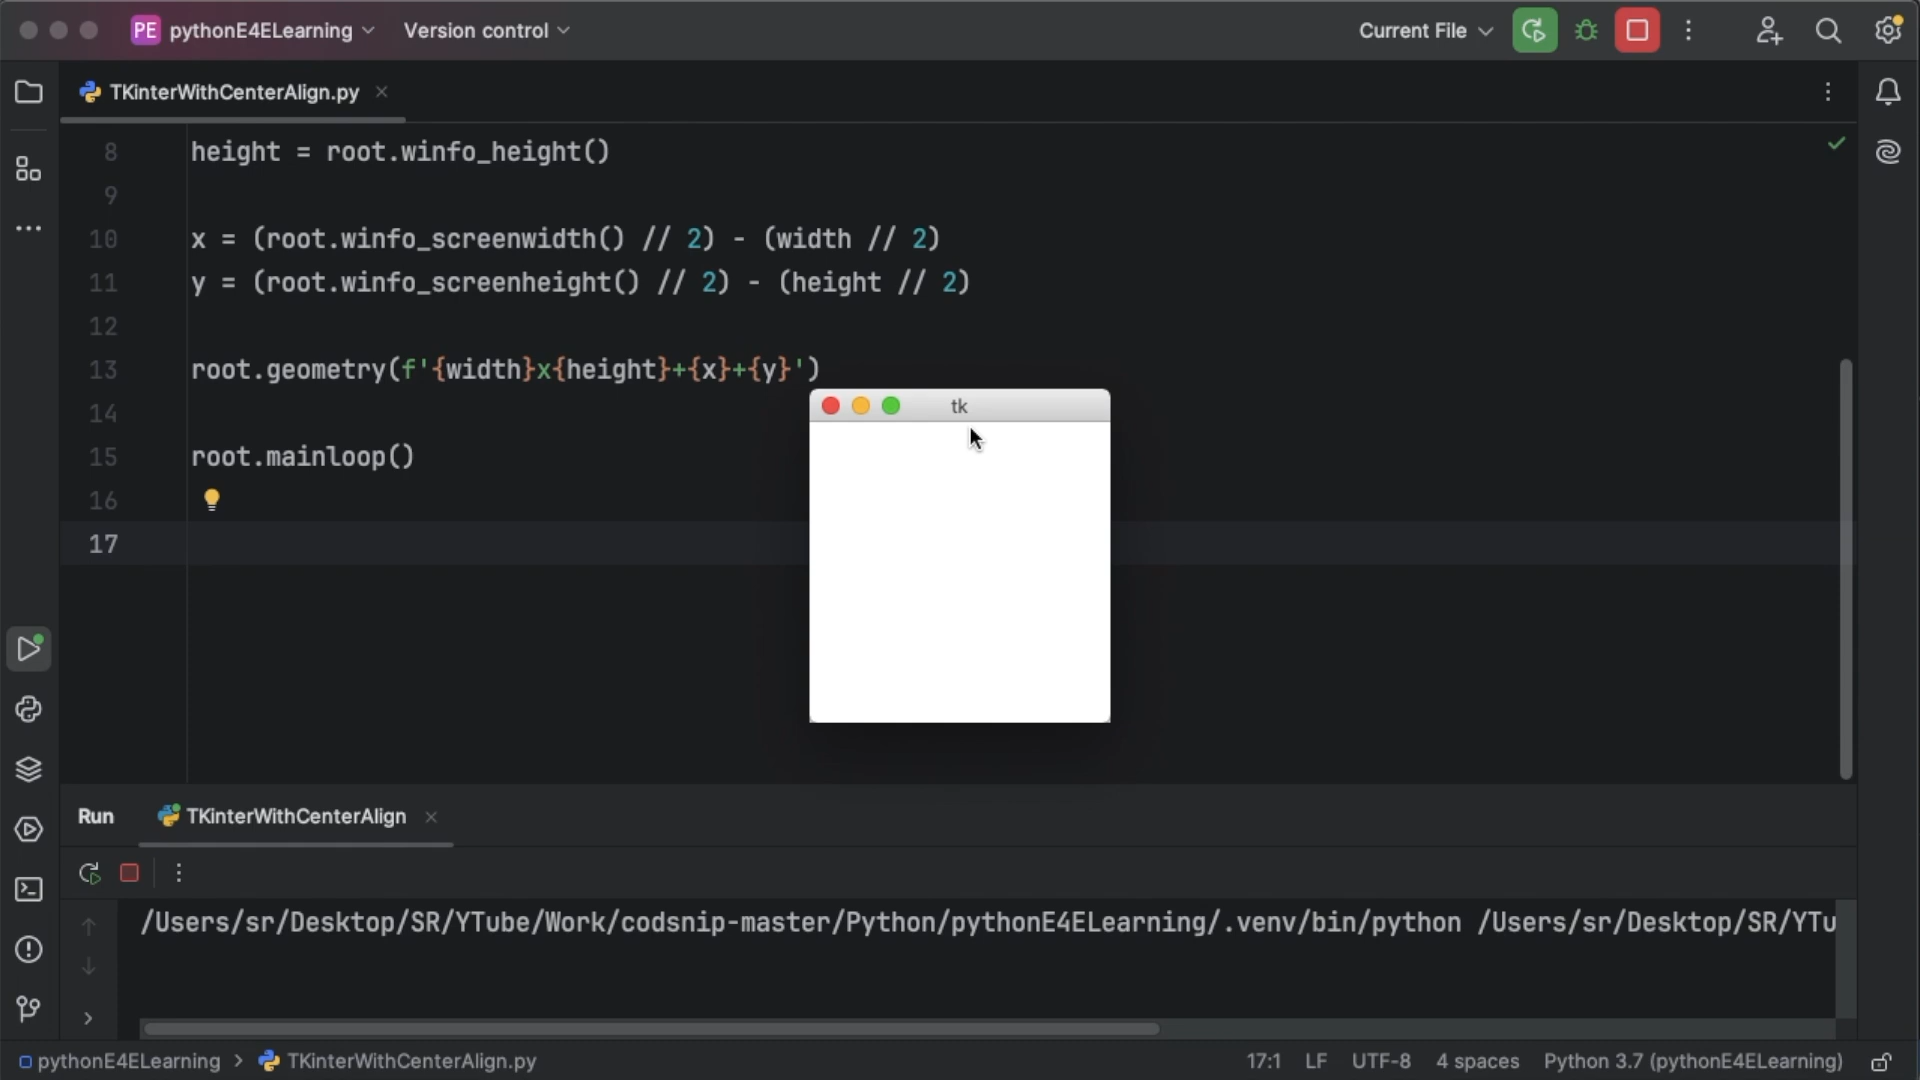 PE pythonE4ELearning Version control Current File
TKinterWithCenterAlign.py
8 height = root.winfo_height()
9
10 x = (root.winfo_screenwidth() // 2) - (width // 2)
11 y = (root.winfo_screenheight() // 2) - (height // 2)
12
13 root.geometry(f'{width}x{height}+{x}+{y}')
14
tk
15 root.mainloop()
16
17
Run TKinterWithCenterAlign
/Users/sr/Desktop/SR/YTube/Work/codsnip-master/Python/pythonE4ELearning/.venv/bin/python /Users/sr/Desktop/SR/YTu
pythonE4ELearning > TKinterWithCenterAlign.py 17:1 LF UTF-8 4 spaces Python 3.7 (pythonE4ELearning)